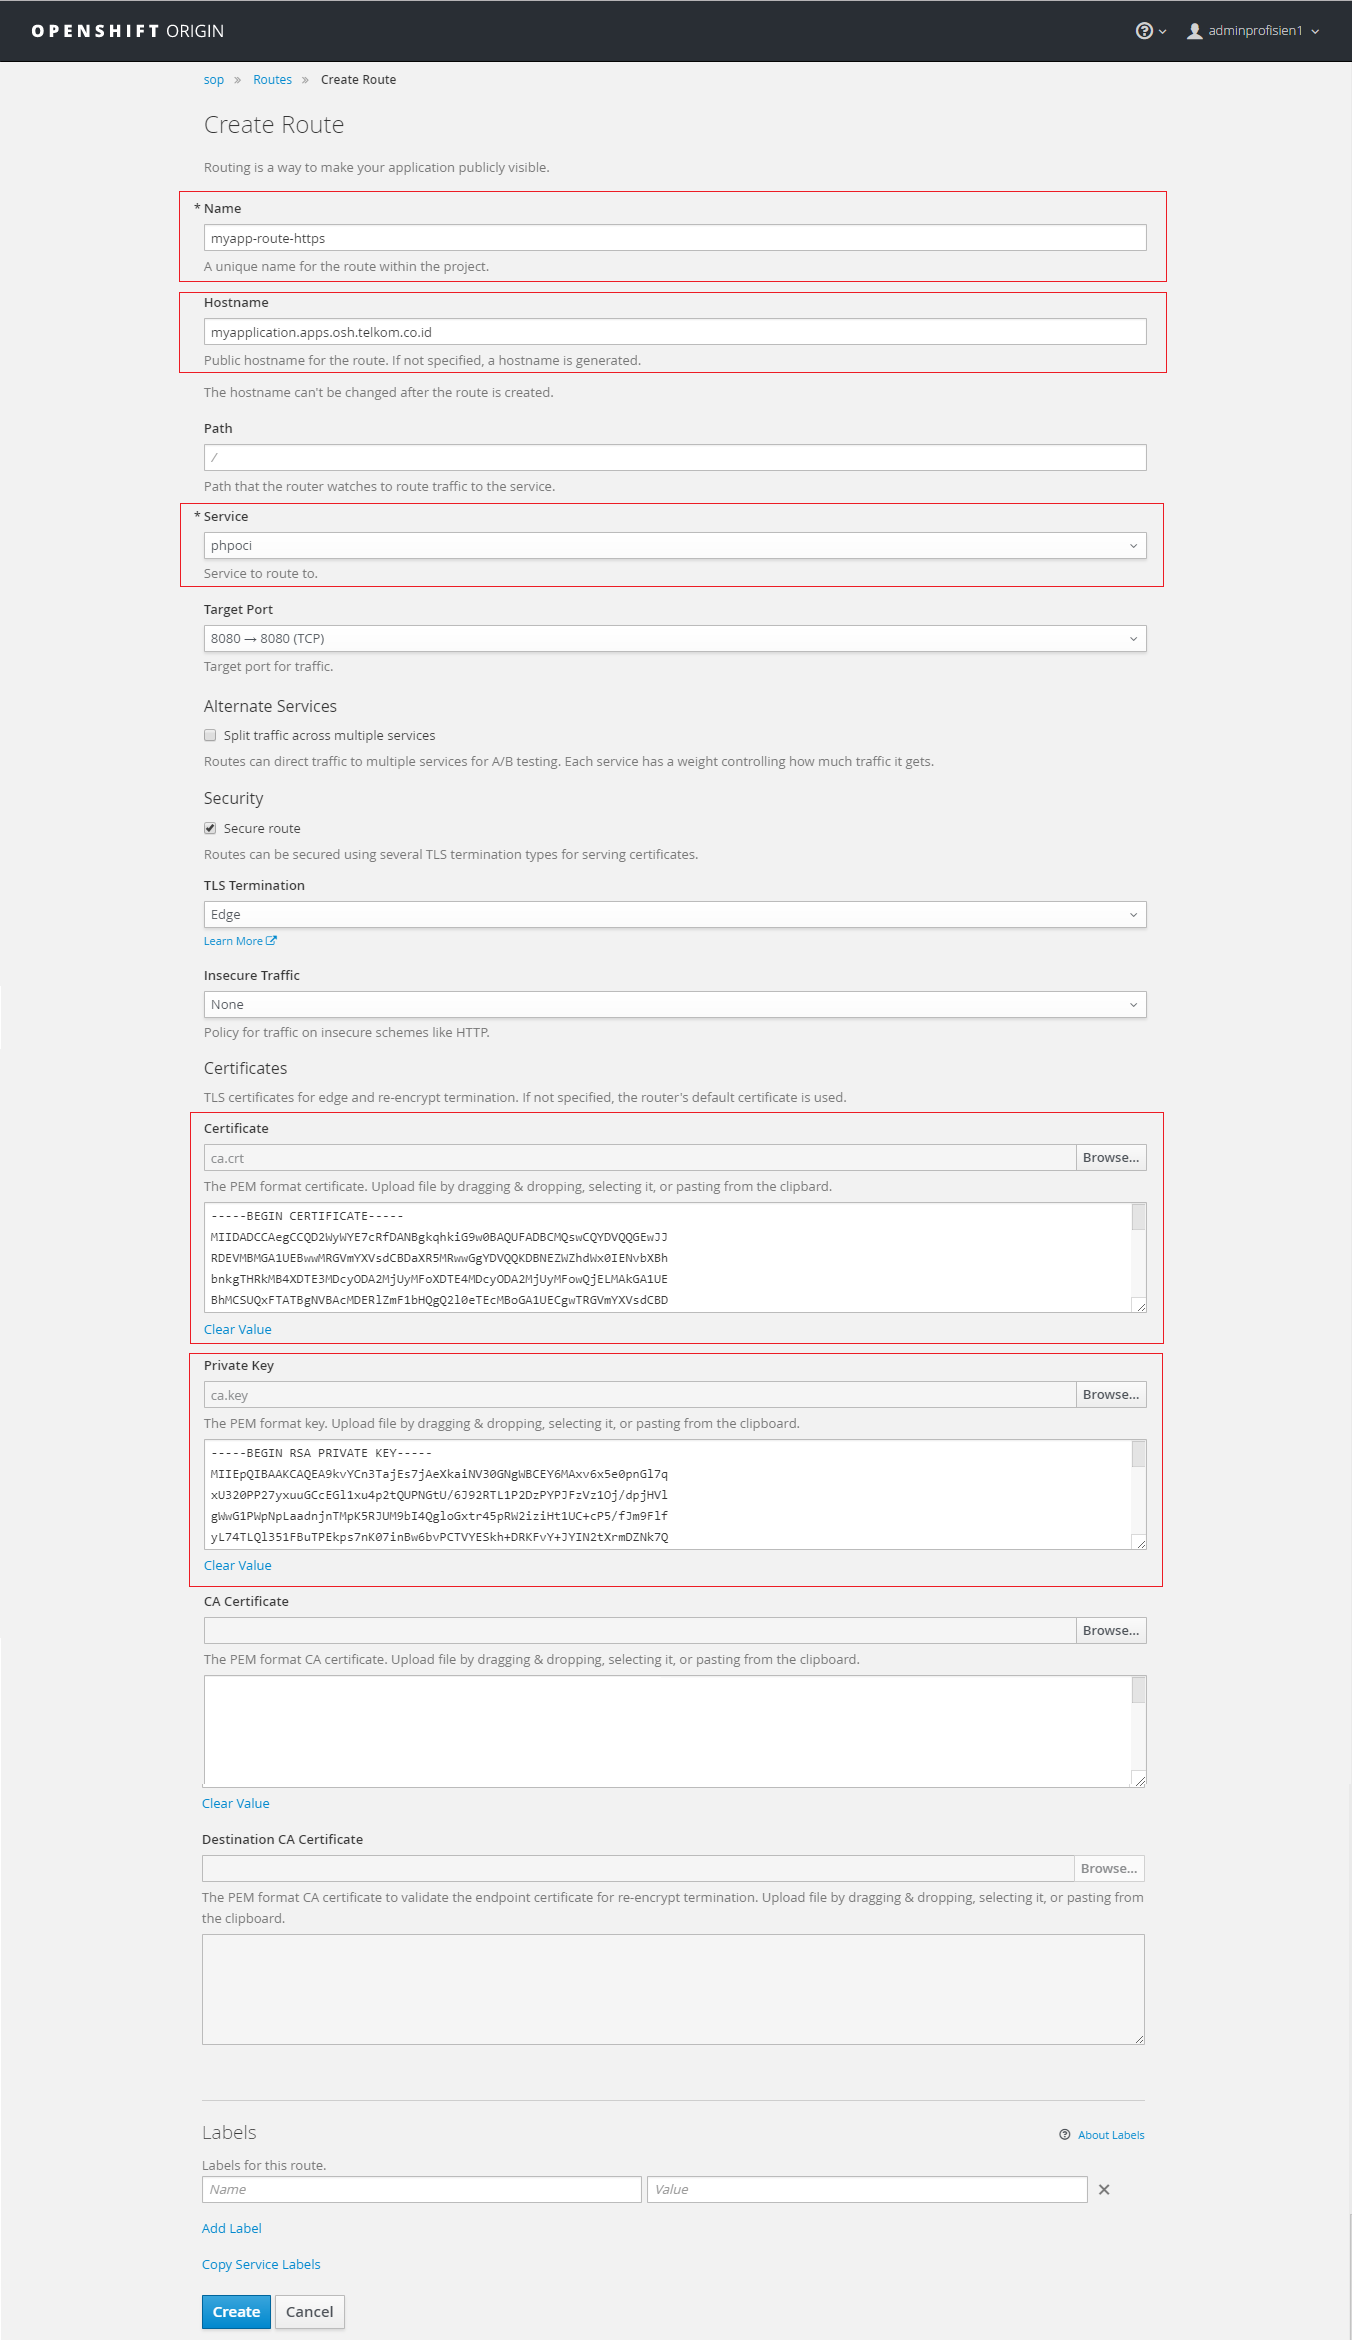 OPENSHIFT ORIGIN
adminprofisien1
sop » Routes » Create Route
Create Route
Routing is a way to make your application publicly visible.
* Name
myapp-route-https
A unique name for the route within the project.
Hostname
myapplication.apps.osh.telkom.co.id
Public hostname for the route. If not specified, a hostname is generated.
The hostname can't be changed after the route is created.
Path
/
Path that the router watches to route traffic to the service.
* Service
phpoci
Service to route to.
Target Port
8080 → 8080 (TCP)
Target port for traffic.
Alternate Services
Split traffic across multiple services
Routes can direct traffic to multiple services for A/B testing. Each service has a weight controlling how much traffic it gets.
Security
Secure route
Routes can be secured using several TLS termination types for serving certificates.
TLS Termination
Edge
Learn More
Insecure Traffic
None
Policy for traffic on insecure schemes like HTTP.
Certificates
TLS certificates for edge and re-encrypt termination. If not specified, the router's default certificate is used.
Certificate
ca.crt
Browse...
The PEM format certificate. Upload file by dragging & dropping, selecting it, or pasting from the clipbard.
-----BEGIN CERTIFICATE-----
MIIDADCCAegCCQD2WyWYE7cRfDANBgkqhkiG9w0BAQUFADBCMQswCQYDVQQGEwJJ
RDEVMBMGA1UEBwwMRGVmYXVsdCBDaXR5MRwwGgYDVQQKDBNEZWZhdWx0IENvbXBh
bnkgTHRkMB4XDTE3MDcyODA2MjUyMFoXDTE4MDcyODA2MjUyMFowQjELMAkGA1UE
BhMCSUQxFTATBgNVBAcMDERlZmF1bHQgQ2l0eTEcMBoGA1UECgwTRGVmYXVsdCBD
Clear Value
Private Key
ca.key
Browse...
The PEM format key. Upload file by dragging & dropping, selecting it, or pasting from the clipboard.
-----BEGIN RSA PRIVATE KEY-----
MIIEpQIBAAKCAQEA9kvYCn3TajEs7jAeXkaiNV30GNgWBCEY6MAxv6x5e0pnGl7q
xU320PP27yxuuGCcEGl1xu4p2tQUPNGtU/6J92RTL1P2DzPYPJFzVz1Oj/dpjHVl
gWwG1PWpNpLaadnjnTMpK5RJUM9bI4QgloGxtr45pRW2iziHt1UC+cP5/fJm9Flf
yL74TLQl351FBuTPEkps7nK07inBw6bvPCTVYESkh+DRKFvY+JYIN2tXrmDZNk7Q
Clear Value
CA Certificate
Browse...
The PEM format CA certificate. Upload file by dragging & dropping, selecting it, or pasting from the clipboard.
Clear Value
Destination CA Certificate
Browse...
The PEM format CA certificate to validate the endpoint certificate for re-encrypt termination. Upload file by dragging & dropping, selecting it, or pasting from
the clipboard.
Labels
About Labels
Labels for this route.
Name Value
Add Label
Copy Service Labels
Create Cancel